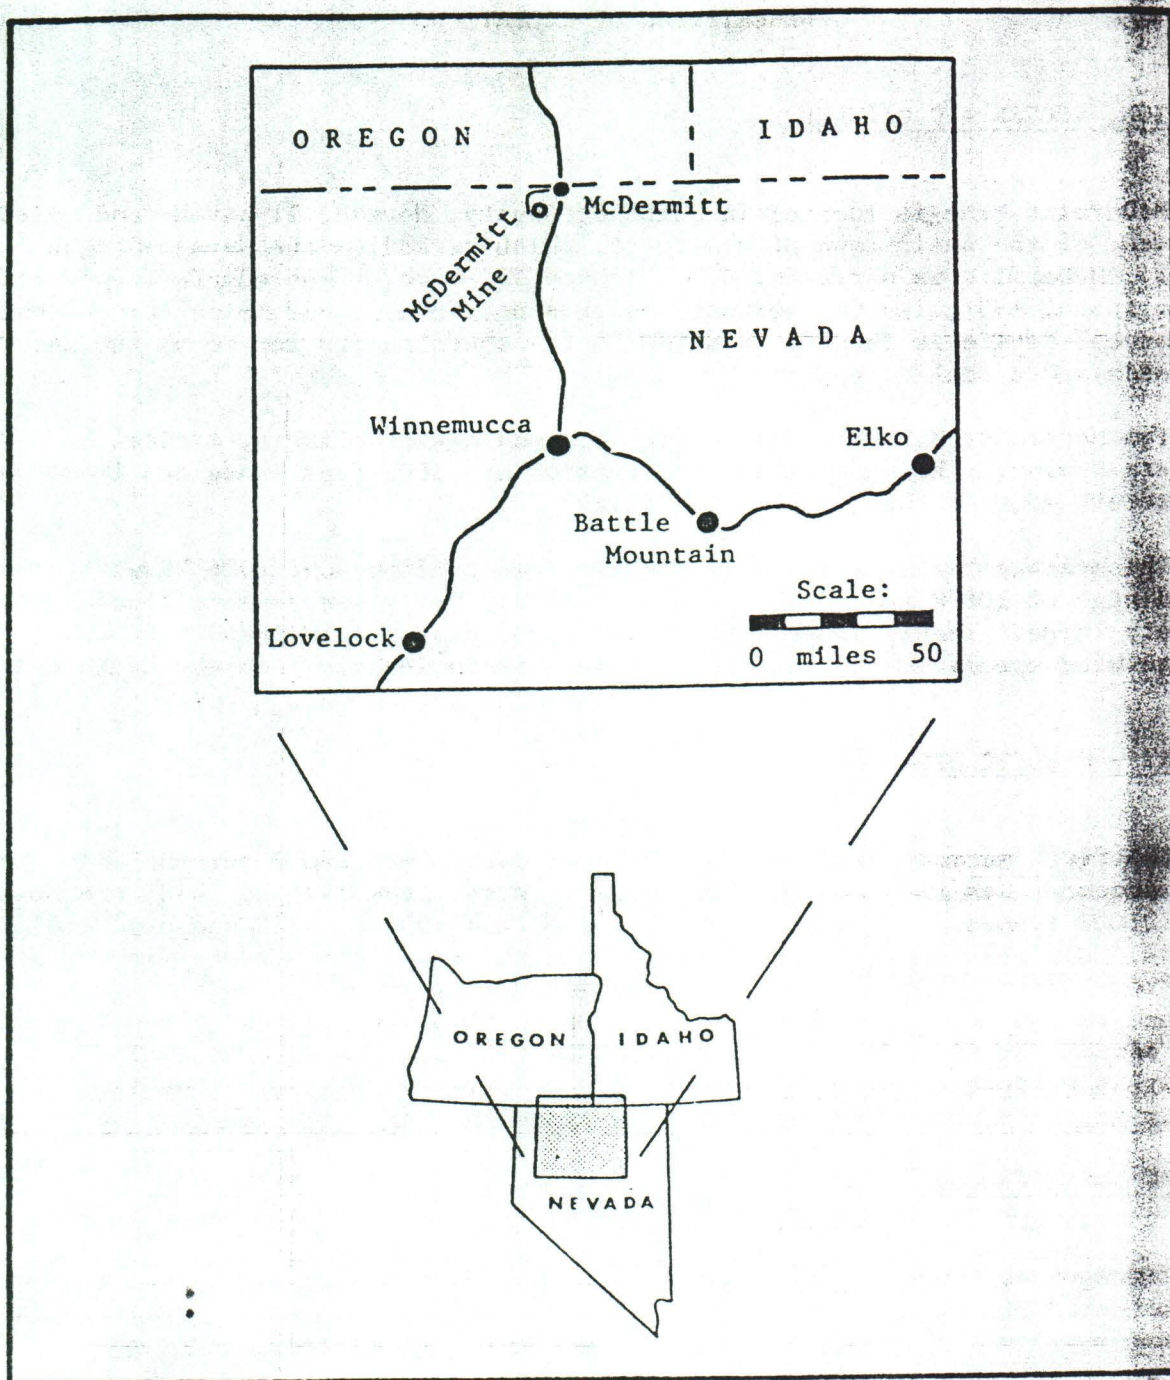 OREGON
IDAHO
McDermitt
McDermitt
Mine
NEVADA
Winnemucca
Elko
Battle
Mountain
Scale:
Lovelock
0 miles 50
OREGON
IDAHO
NEVADA